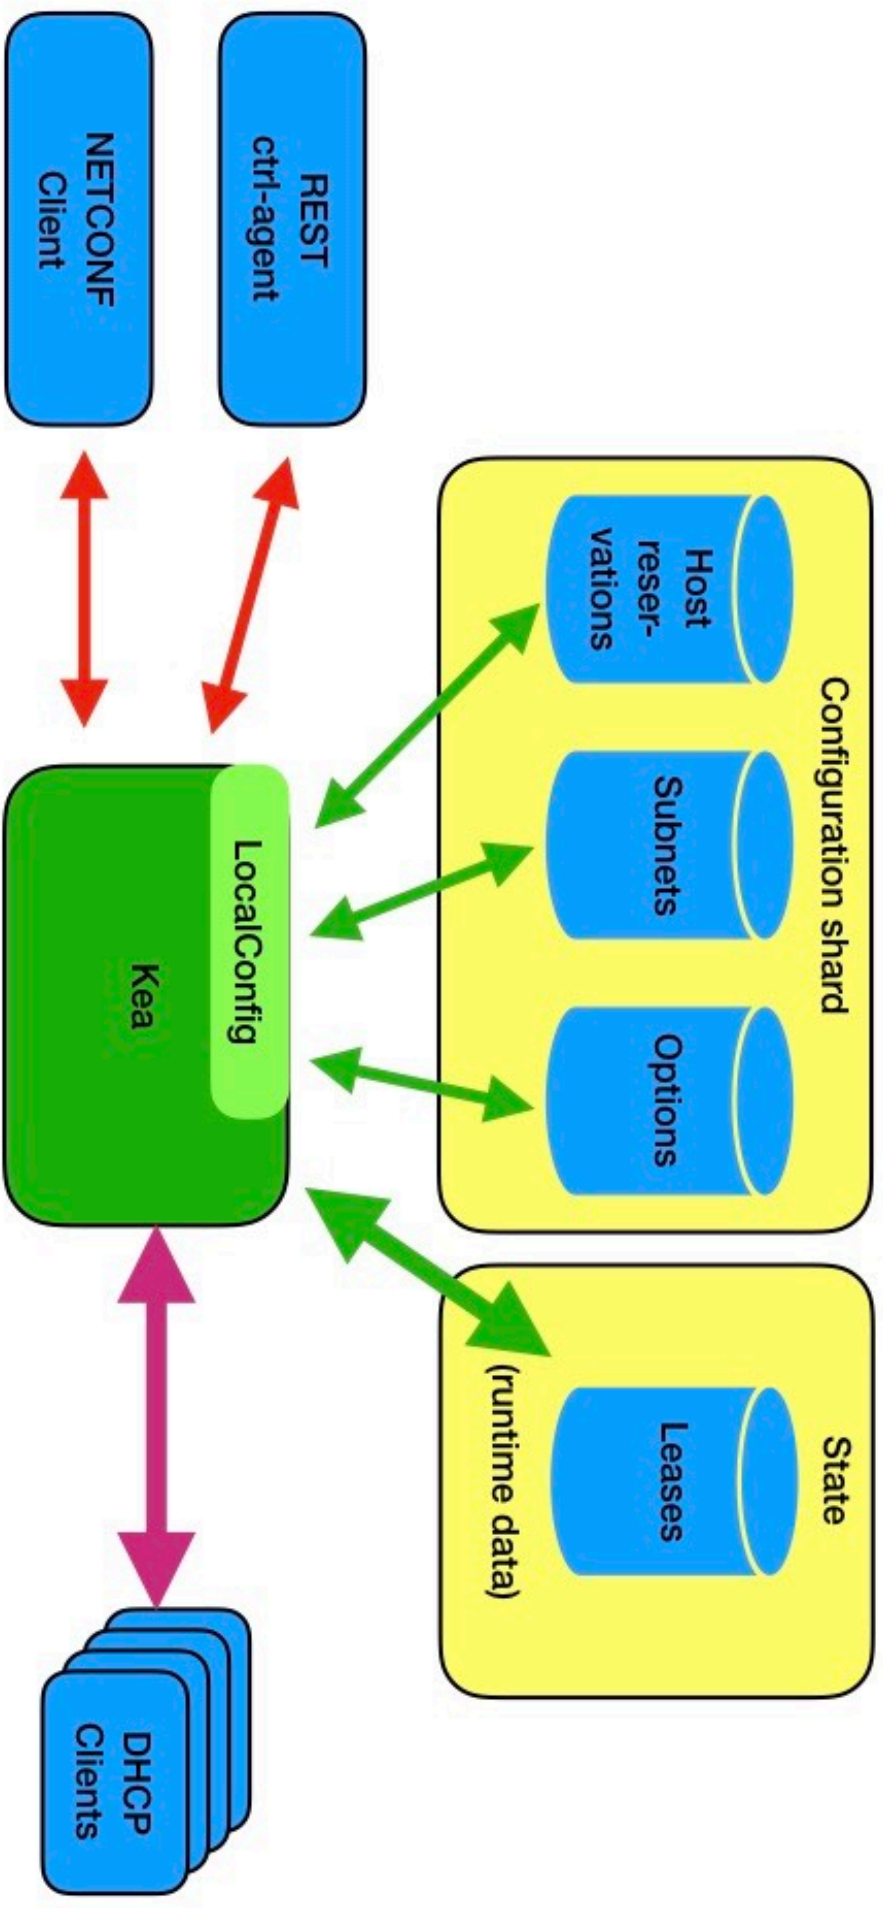 Configuration shard
State
Host
reser-
vations
Subnets
Options
Leases
(runtime data)
REST
ctrl-agent
LocalConfig
Kea
NETCONF
Client
DHCP
Clients